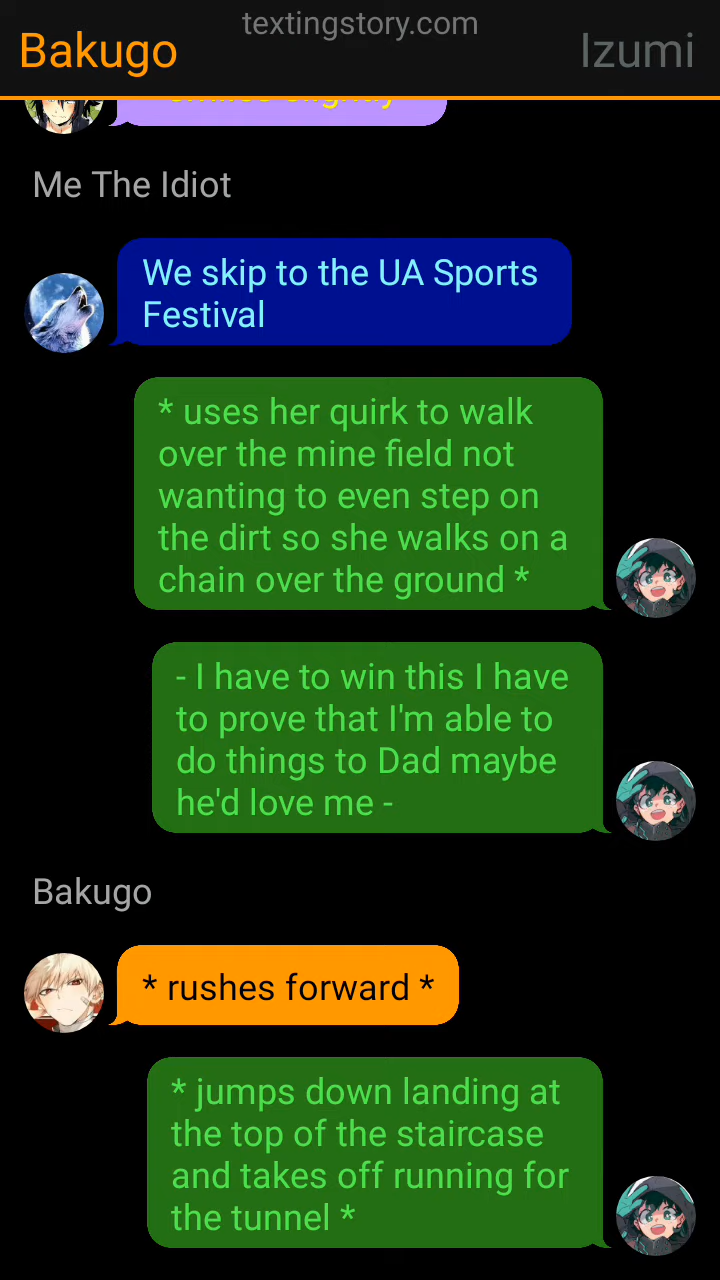 textingstory.com
Bakugo
Izumi
Me The Idiot
We skip to the UA Sports
Festival
* uses her quirk to walk
over the mine field not
wanting to even step on
the dirt so she walks on a
chain over the ground *
- I have to win this I have
to prove that I'm able to
do things to Dad maybe
he'd love me -
Bakugo
* rushes forward *
* jumps down landing at
the top of the staircase
and takes off running for
the tunnel *